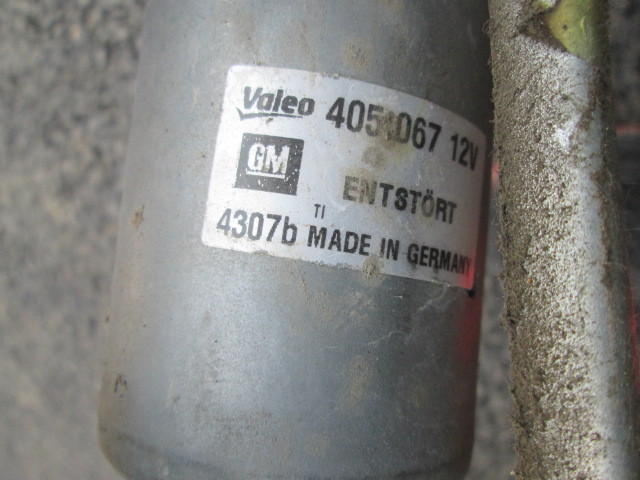 Valeo 12V
GM
ENTSTÖRT
TI
4307b MADE IN GERMANY